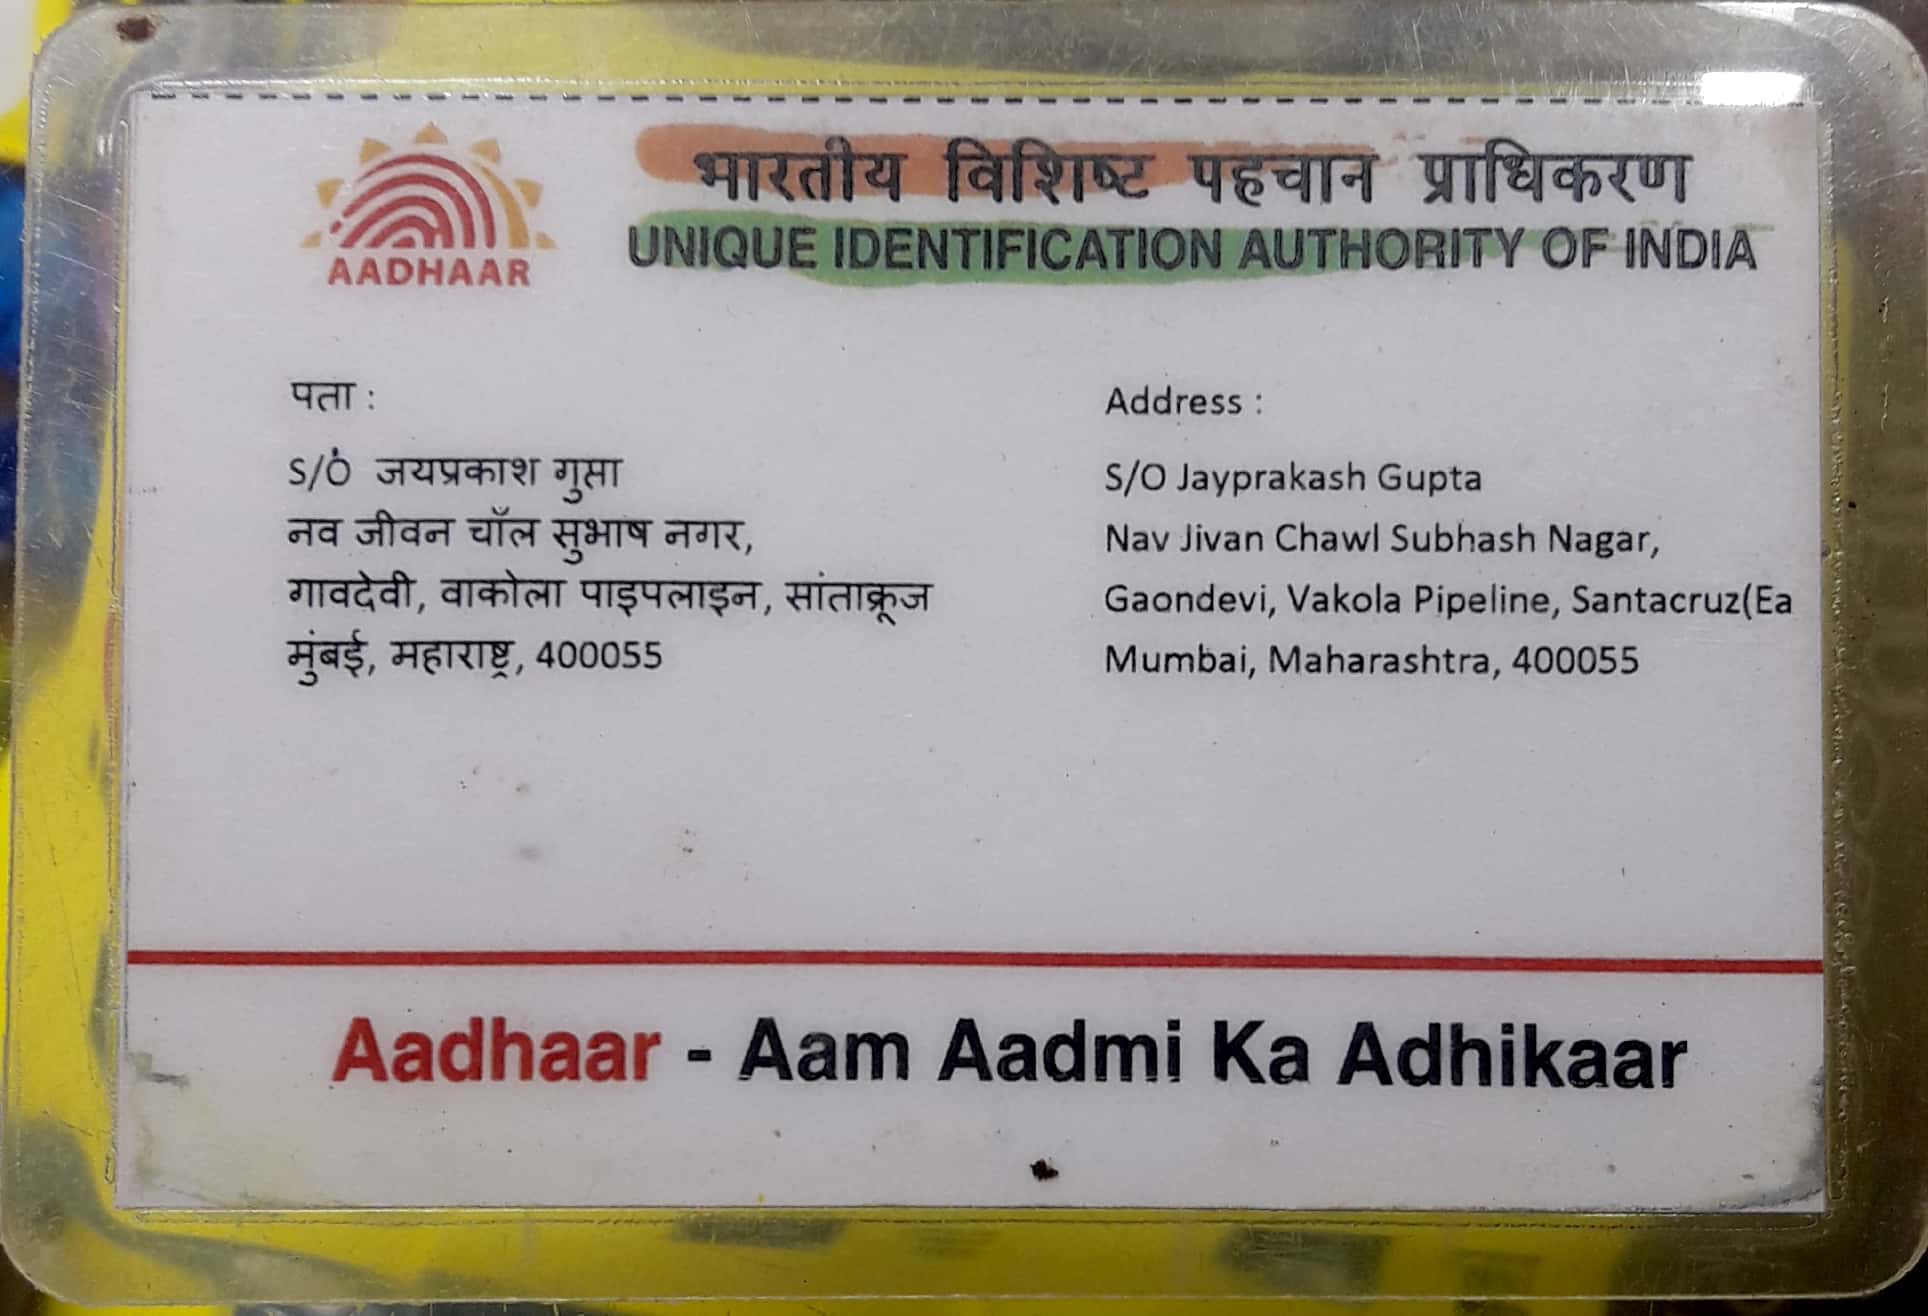 AADHAAR
भारतीय विशिष्ट पहचान प्राधिकरण
UNIQUE IDENTIFICATION AUTHORITY OF INDIA
पता :
S/O जयप्रकाश गुप्ता
नव जीवन चॉल सुभाष नगर,
गावदेवी, वाकोला पाइपलाइन, सांताक्रूज
मुंबई, महाराष्ट्र, 400055
Address :
S/O Jayprakash Gupta
Nav Jivan Chawl Subhash Nagar,
Gaondevi, Vakola Pipeline, Santacruz(Ea
Mumbai, Maharashtra, 400055
Aadhaar - Aam Aadmi Ka Adhikaar